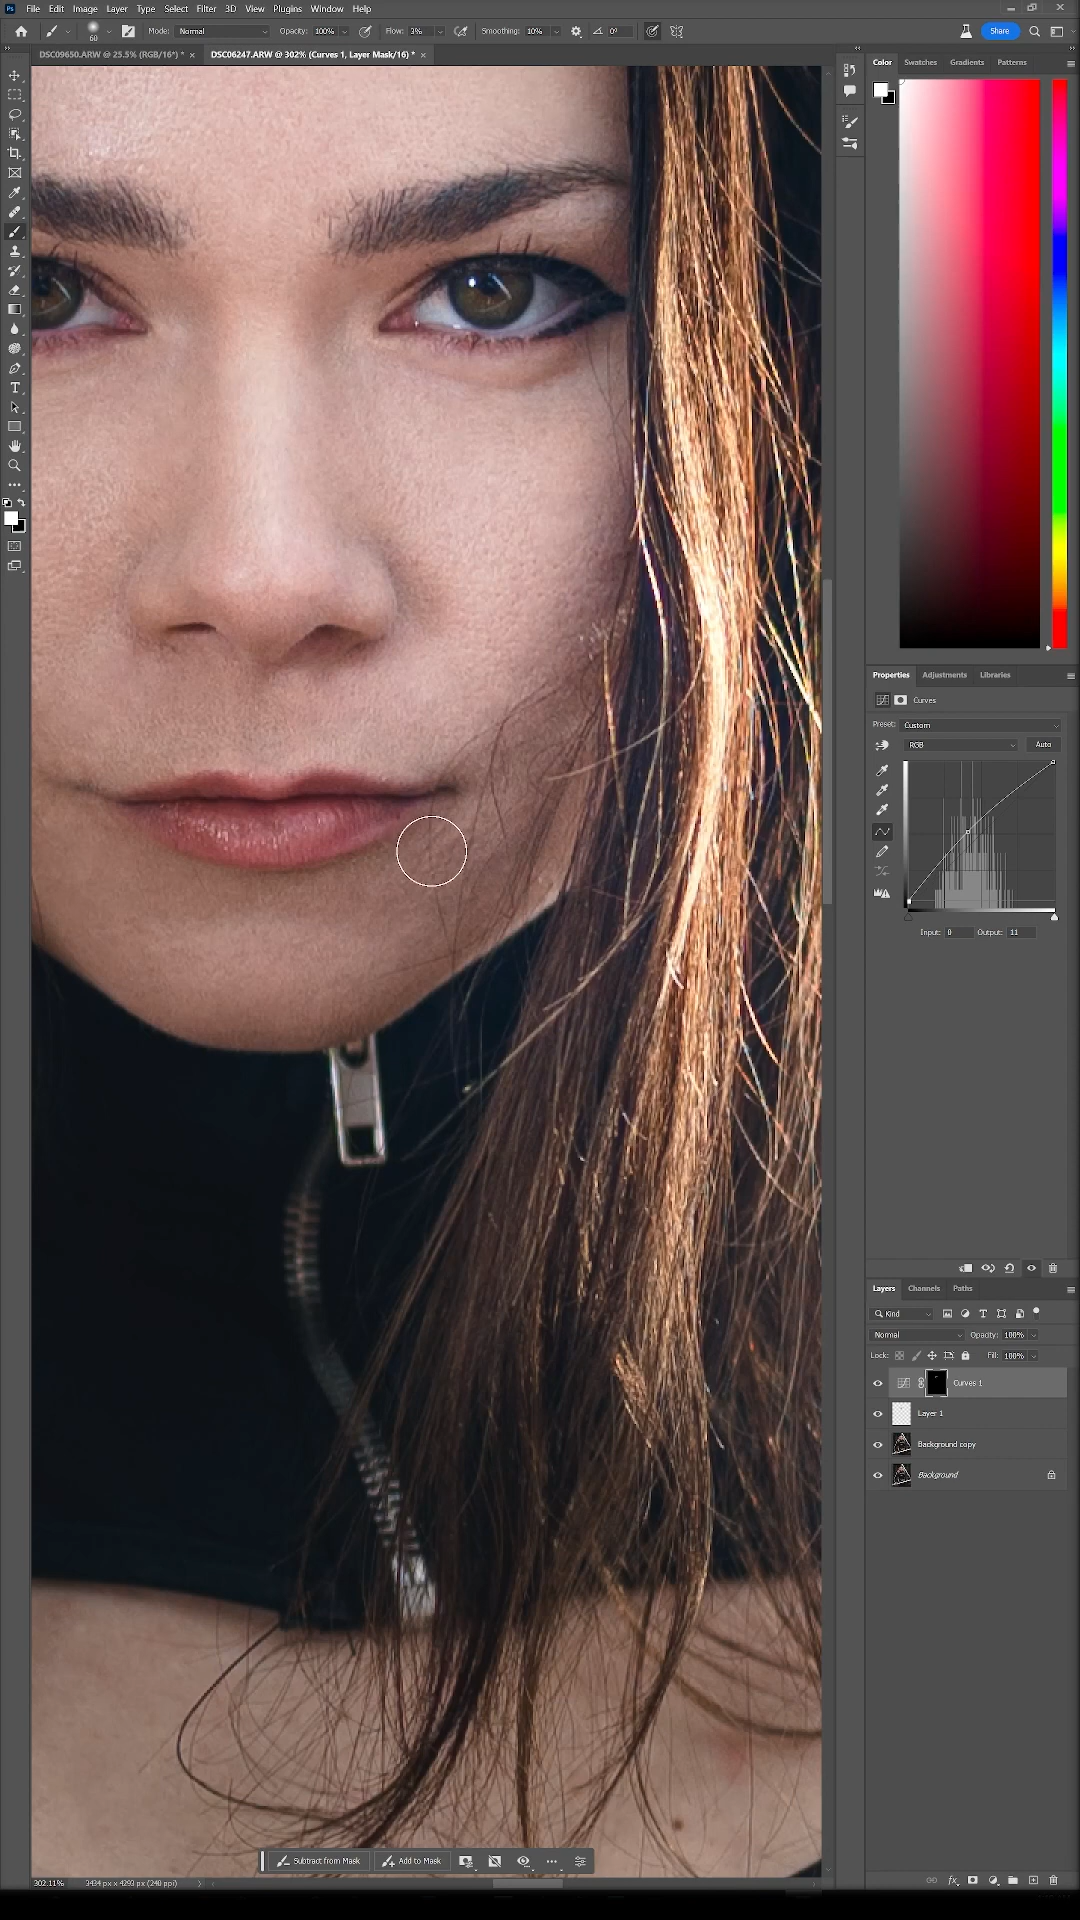 Ps File Edit Image Layer Type Select Filter 3D View Plugins Window Help
60 Mode: Normal Opacity: 100% Flow: 3% Smoothing: 10% 0° Share
DSC09650.ARW @ 25.5% (RGB/16*) * × DSC06247.ARW @ 302% (Curves 1, Layer Mask/16) * ×
Color Swatches Gradients Patterns
Properties Adjustments Libraries
Curves
Preset: Custom
RGB Auto
Input: 0 Output: 11
Layers Channels Paths
Kind
Normal Opacity: 100%
Lock: Fill: 100%
Curves 1
Layer 1
Background copy
Background
Subtract from Mask Add to Mask
302.11% 3434 px x 4293 px (240 ppi)